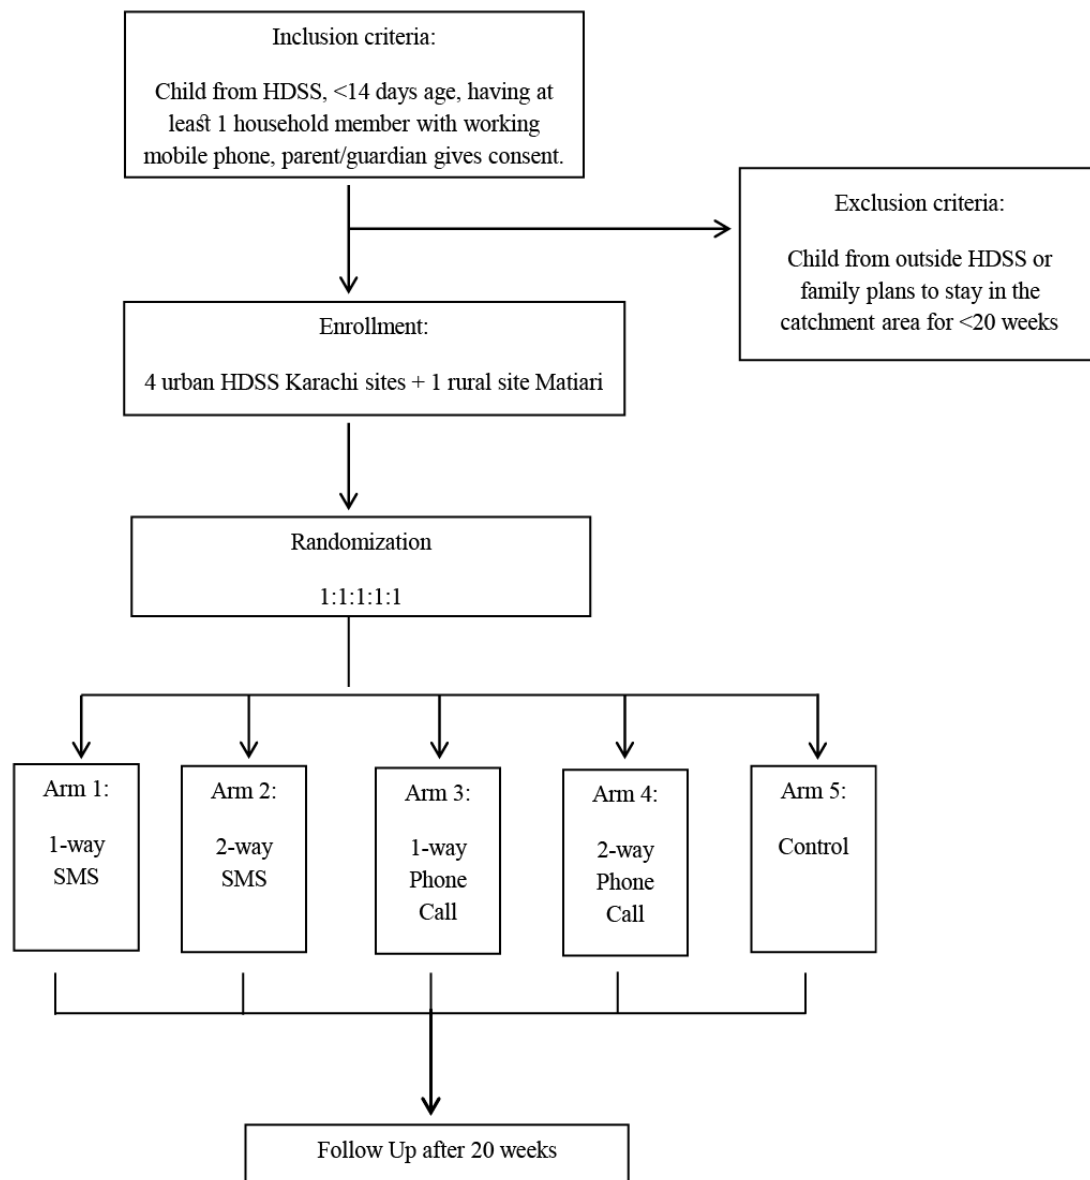 Inclusion criteria:
Child from HDSS, <14 days age, having at
least 1 household member with working
mobile phone, parent/guardian gives consent.
Exclusion criteria:
Child from outside HDSS or
family plans to stay in the
catchment area for <20 weeks
Enrollment:
4 urban HDSS Karachi sites + 1 rural site Matiari
Randomization
1:1:1:1:1
Arm 1:
1-way
SMS
Arm 2:
2-way
SMS
Arm 3:
1-way
Phone
Call
Arm 4:
2-way
Phone
Call
Arm 5:
Control
Follow Up after 20 weeks